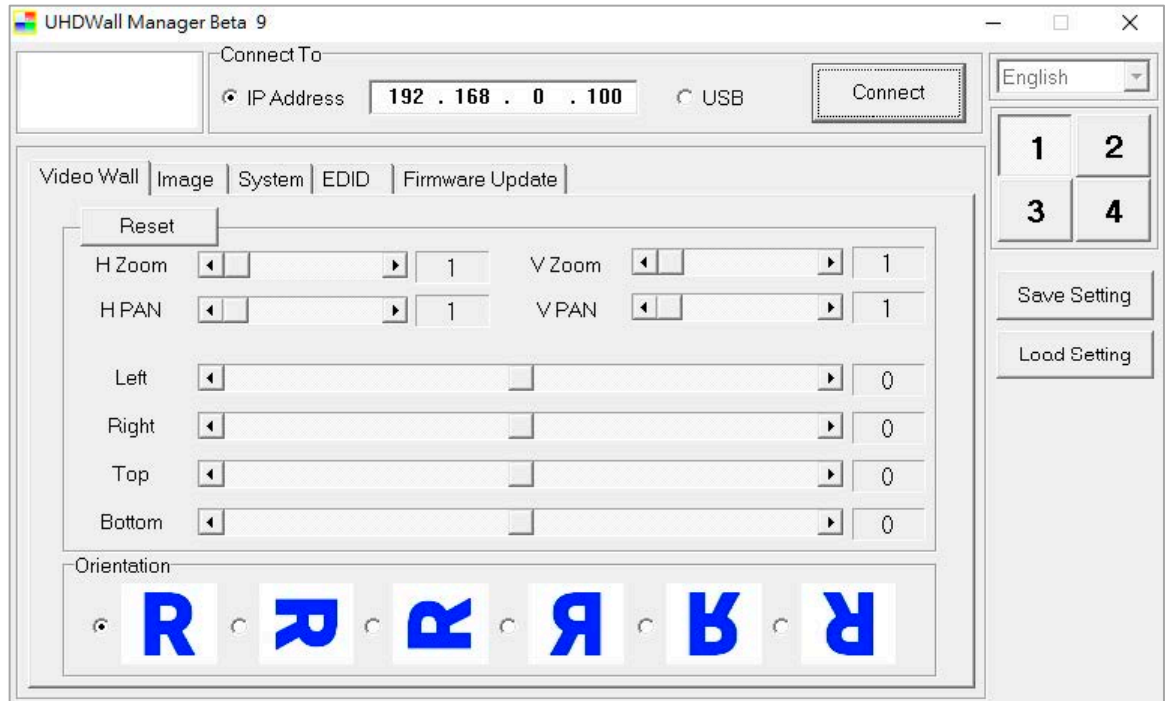 UHDWall Manager Beta 9
Connect To
IP Address 192 . 168 . 0 . 100 USB Connect
English
1 2
3 4
Video Wall Image System EDID Firmware Update
Reset
H Zoom 1 V Zoom 1
H PAN 1 V PAN 1
Left 0
Right 0
Top 0
Bottom 0
Save Setting
Load Setting
Orientation
R R R R R R